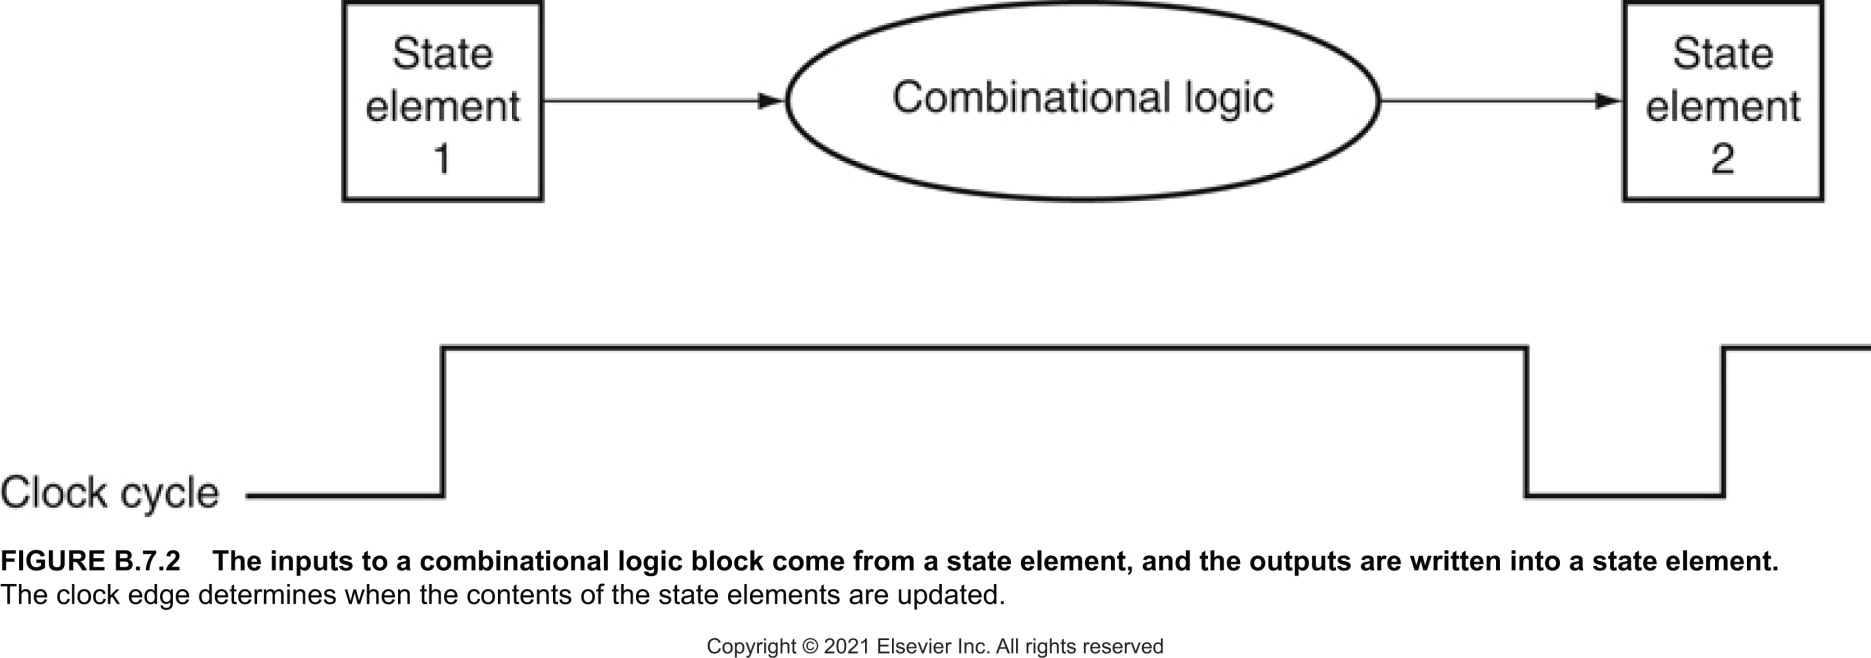 State
element
1
Combinational logic
State
element
2
Clock cycle
FIGURE B.7.2 The inputs to a combinational logic block come from a state element, and the outputs are written into a state element.
The clock edge determines when the contents of the state elements are updated.
Copyright © 2021 Elsevier Inc. All rights reserved